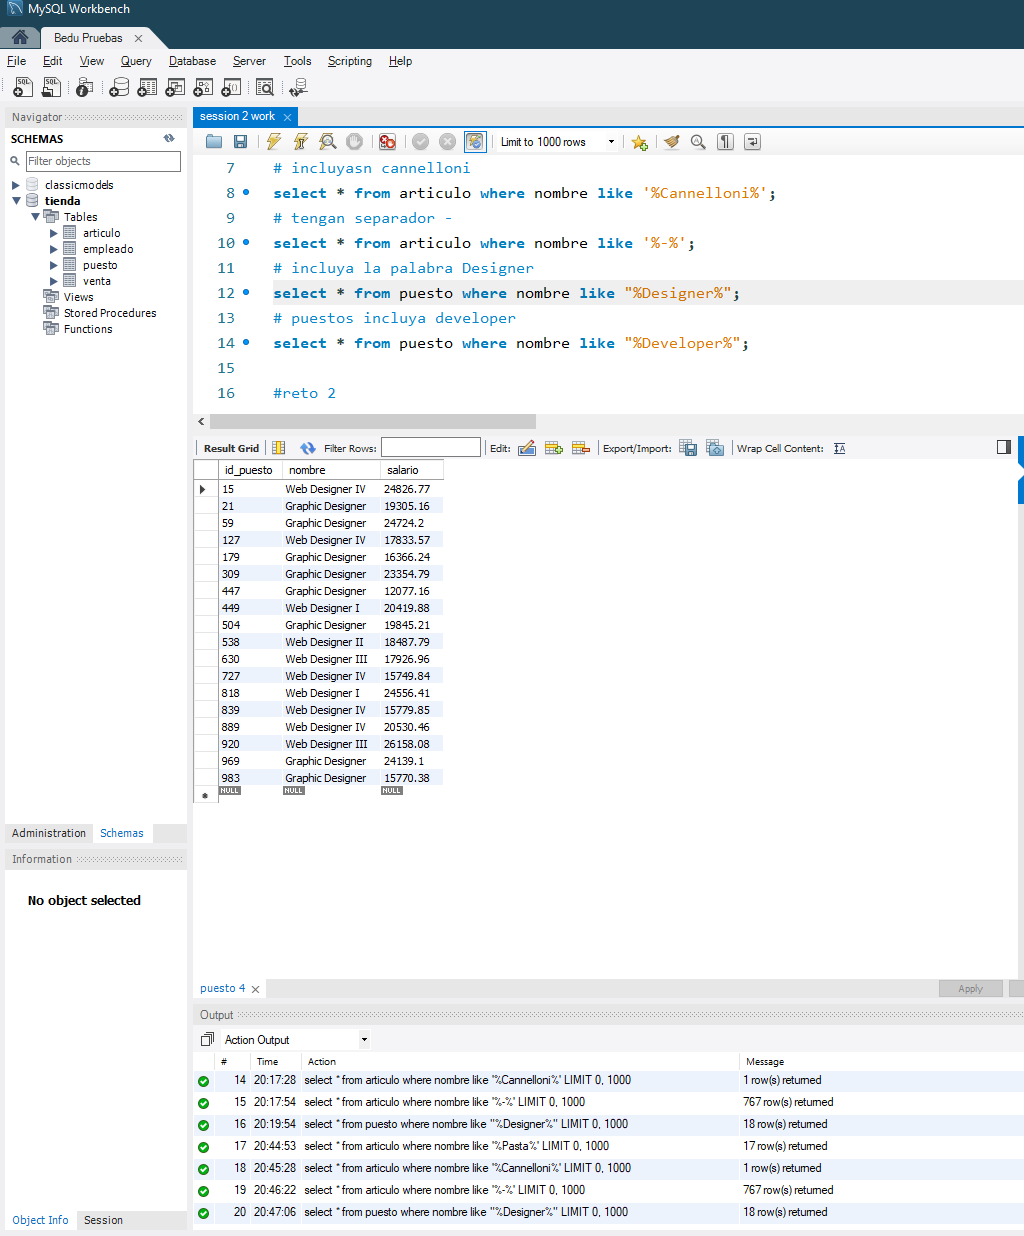 MySQL Workbench
Bedu Pruebas
File Edit View Query Database Server Tools Scripting Help
Navigator
SCHEMAS
Filter objects
classicmodels
tienda
Tables
articulo
empleado
puesto
venta
Views
Stored Procedures
Functions
Administration Schemas
Information
No object selected
Object Info Session
session 2 work
Limit to 1000 rows
7 # incluyasn cannelloni
8 select * from articulo where nombre like '%Cannelloni%';
9 # tengan separador -
10 select * from articulo where nombre like '%-%';
11 # incluya la palabra Designer
12 select * from puesto where nombre like "%Designer%";
13 # puestos incluya developer
14 select * from puesto where nombre like "%Developer%";
15
16 #reto 2
Result Grid Filter Rows: Edit: Export/Import: Wrap Cell Content:
id_puesto nombre salario
15 Web Designer IV 24826.77
21 Graphic Designer 19305.16
59 Graphic Designer 24724.2
127 Web Designer IV 17833.57
179 Graphic Designer 16366.24
309 Graphic Designer 23354.79
447 Graphic Designer 12077.16
449 Web Designer I 20419.88
504 Graphic Designer 19845.21
538 Web Designer II 18487.79
630 Web Designer III 17926.96
727 Web Designer IV 15749.84
818 Web Designer I 24556.41
839 Web Designer IV 15779.85
889 Web Designer IV 20530.46
920 Web Designer III 26158.08
969 Graphic Designer 24139.1
983 Graphic Designer 15770.38
NULL NULL NULL
puesto 4
Apply
Output
Action Output
# Time Action Message
14 20:17:28 select * from articulo where nombre like '%Cannelloni%' LIMIT 0, 1000 1 row(s) returned
15 20:17:54 select * from articulo where nombre like '%-%' LIMIT 0, 1000 767 row(s) returned
16 20:19:54 select * from puesto where nombre like "%Designer%" LIMIT 0, 1000 18 row(s) returned
17 20:44:53 select * from articulo where nombre like '%Pasta%' LIMIT 0, 1000 17 row(s) returned
18 20:45:28 select * from articulo where nombre like '%Cannelloni%' LIMIT 0, 1000 1 row(s) returned
19 20:46:22 select * from articulo where nombre like '%-%' LIMIT 0, 1000 767 row(s) returned
20 20:47:06 select * from puesto where nombre like "%Designer%" LIMIT 0, 1000 18 row(s) returned